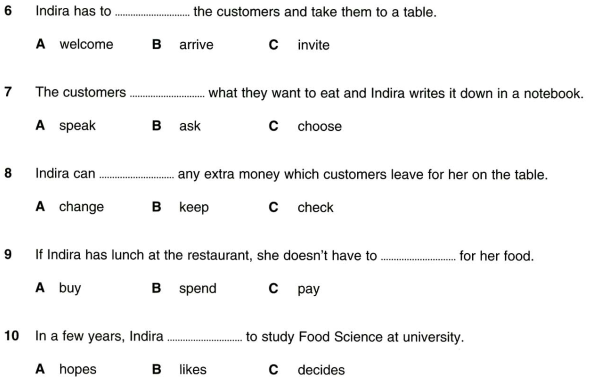 6 Indira has to ............................ the customers and take them to a table.
A welcome B arrive C invite
7 The customers ............................ what they want to eat and Indira writes it down in a notebook.
A speak B ask C choose
8 Indira can ............................ any extra money which customers leave for her on the table.
A change B keep C check
9 If Indira has lunch at the restaurant, she doesn't have to ............................ for her food.
A buy B spend C pay
10 In a few years, Indira ............................ to study Food Science at university.
A hopes B likes C decides